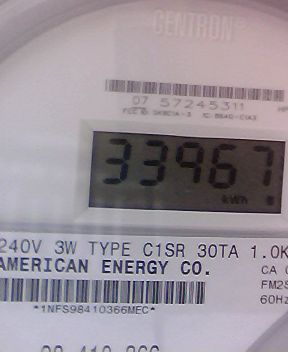 CENTRON®
07 57245311
33967
kWh
240V 3W TYPE C1SR 30TA 1.0K
AMERICAN ENERGY CO.
CA
FM2S
60Hz
*1NFS98410366MEC*